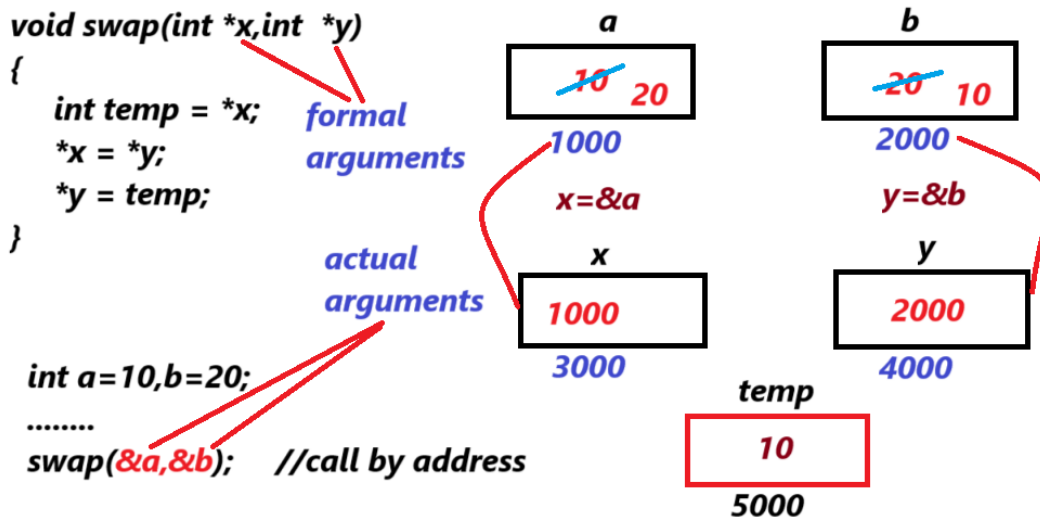 void swap(int *x,int *y)
{
int temp = *x;
*x = *y;
*y = temp;
}
formal
arguments
actual
arguments
int a=10,b=20;
........
swap(&a,&b);    //call by address
a
10 20
1000
x=&a
x
1000
3000
b
20 10
2000
y=&b
y
2000
4000
temp
10
5000